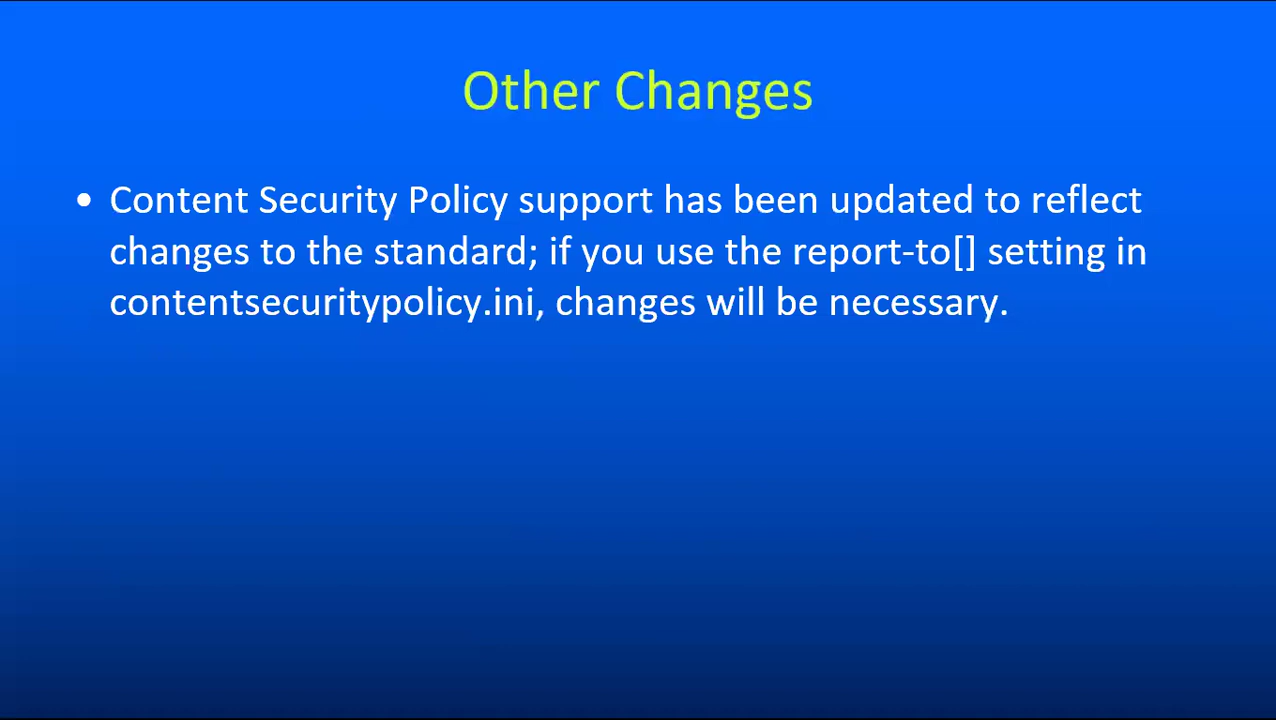 Other Changes
• Content Security Policy support has been updated to reflect
changes to the standard; if you use the report-to[] setting in
contentsecuritypolicy.ini, changes will be necessary.